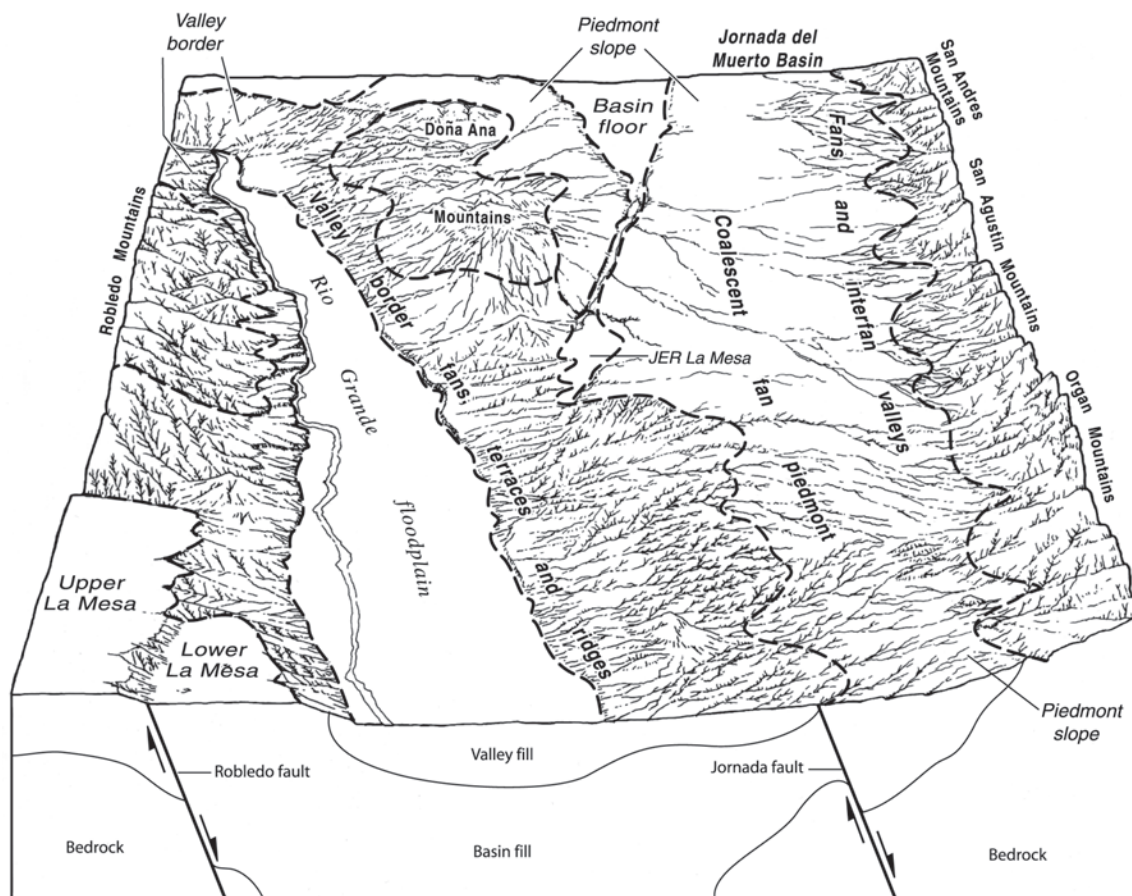 Valley
border
Piedmont
slope
Jornada del
Muerto Basin
San Andres
Mountains
Basin
floor
Doña Ana
Mountains
Fans
and
interfan
valleys
Robledo Mountains
Valley
border
fans,
terraces
and
ridges
Rio
Grande
floodplain
Coalescent
fan
piedmont
San Agustin Mountains
JER La Mesa
Organ Mountains
Upper
La Mesa
Lower
La Mesa
Piedmont
slope
Valley fill
Robledo fault
Jornada fault
Bedrock
Basin fill
Bedrock